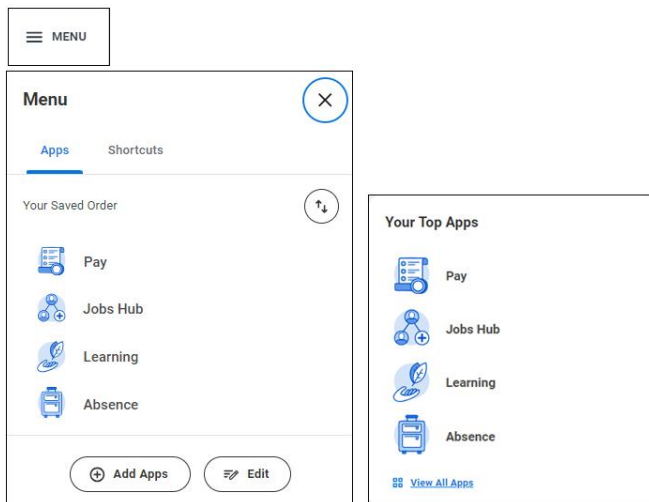 MENU
Menu
Apps Shortcuts
Your Saved Order
Pay
Jobs Hub
Learning
Absence
Add Apps Edit
Your Top Apps
Pay
Jobs Hub
Learning
Absence
View All Apps